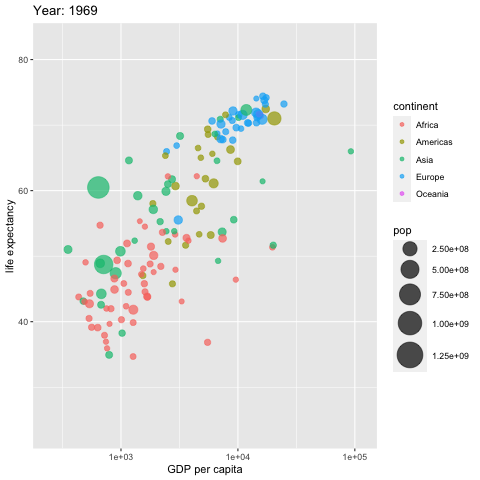 Year: 1969
80
60
40
life expectancy
1e+03
1e+04
1e+05
GDP per capita
continent
Africa
Americas
Asia
Europe
Oceania
pop
2.50e+08
5.00e+08
7.50e+08
1.00e+09
1.25e+09